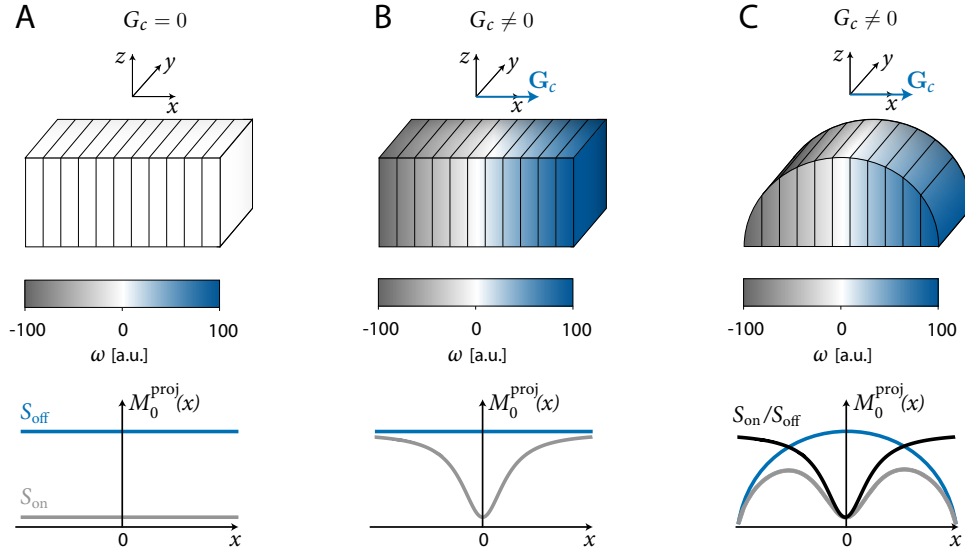 A
G_c = 0
z
y
x
-100
0
100
ω [a.u.]
S_off
M_0^proj(x)
S_on
0
x
B
G_c ≠ 0
z
y
G_c
x
-100
0
100
ω [a.u.]
M_0^proj(x)
0
x
C
G_c ≠ 0
z
y
G_c
x
-100
0
100
ω [a.u.]
S_on/S_off
M_0^proj(x)
0
x